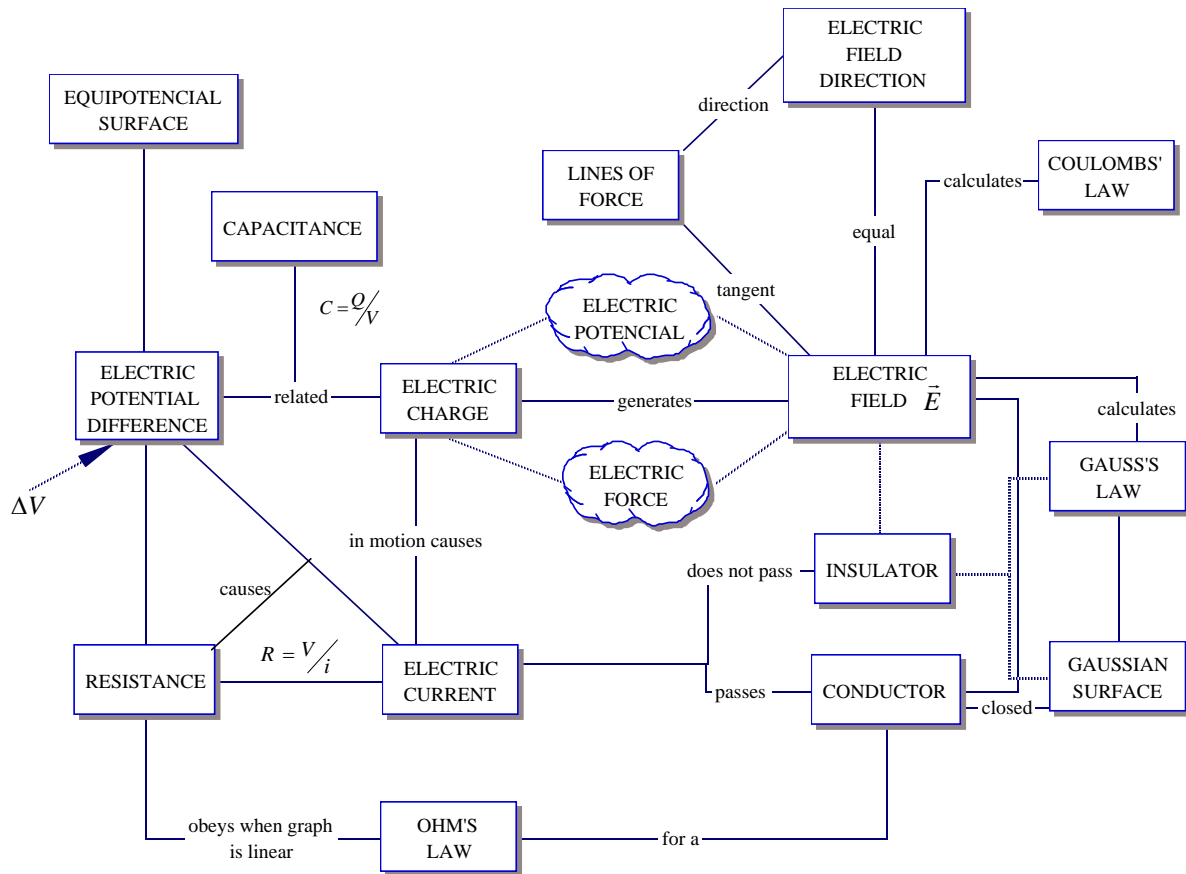 ELECTRIC
FIELD
DIRECTION
EQUIPOTENCIAL
SURFACE
direction
LINES OF
FORCE
calculates
COULOMBS'
LAW
CAPACITANCE
equal
C = Q/V
tangent
ELECTRIC
POTENCIAL
ELECTRIC
POTENTIAL
DIFFERENCE
related
ELECTRIC
CHARGE
generates
ELECTRIC
FIELD E⃗
calculates
ΔV
ELECTRIC
FORCE
GAUSS'S
LAW
in motion causes
does not pass
INSULATOR
causes
R = V/i
RESISTANCE
ELECTRIC
CURRENT
passes
CONDUCTOR
closed
GAUSSIAN
SURFACE
obeys when graph
is linear
OHM'S
LAW
for a